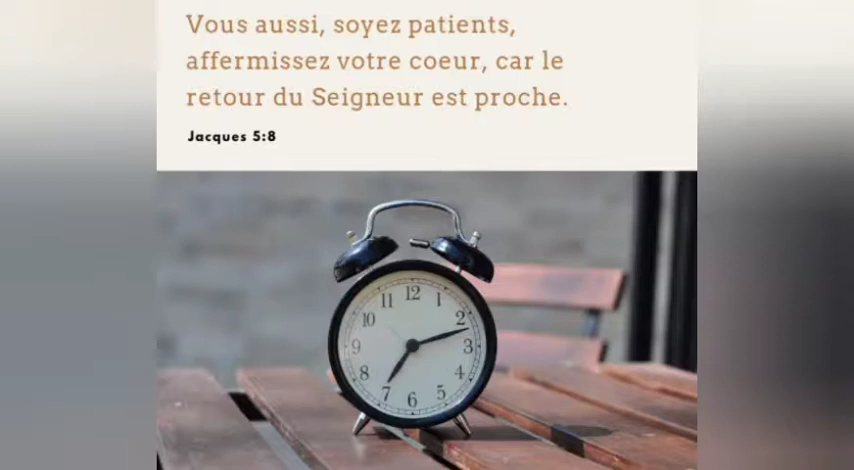 Vous aussi, soyez patients,
affermissez votre coeur, car le
retour du Seigneur est proche.
Jacques 5:8
12
11 1
10 2
9 3
8 4
7 5
6